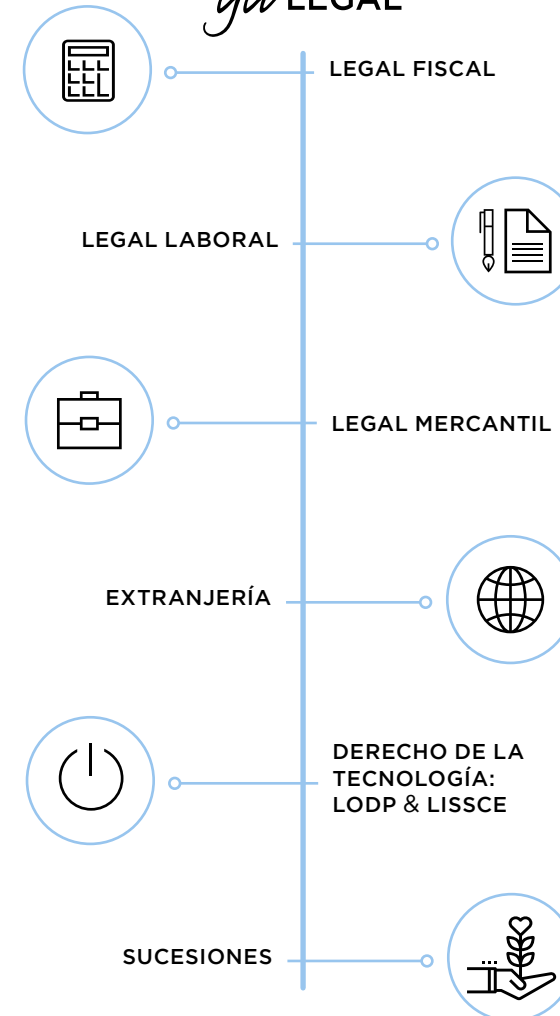 LEGAL
LEGAL FISCAL
LEGAL LABORAL
LEGAL MERCANTIL
EXTRANJERÍA
DERECHO DE LA
TECNOLOGÍA:
LODP & LISSCE
SUCESIONES